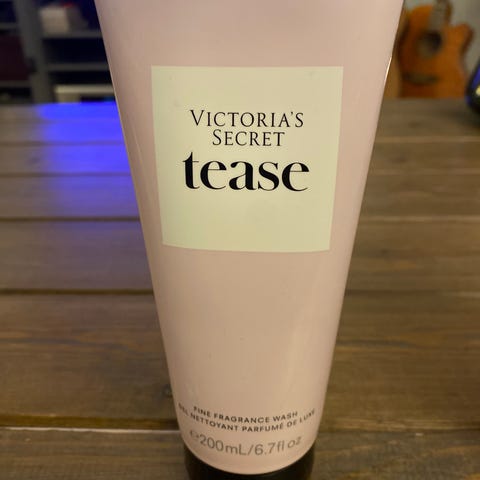 VICTORIA'S
SECRET
tease
FINE FRAGRANCE WASH
GEL NETTOYANT PARFUMÉ DE LUXE
℮200mL/6.7fl oz